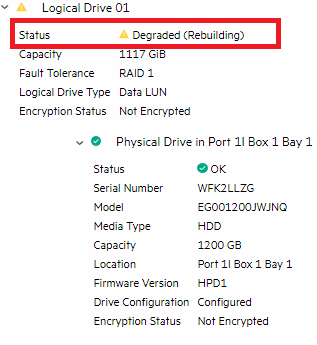 Logical Drive 01
Status Degraded (Rebuilding)
Capacity 1117 GiB
Fault Tolerance RAID 1
Logical Drive Type Data LUN
Encryption Status Not Encrypted
Physical Drive in Port 1I Box 1 Bay 1
Status OK
Serial Number WFK2LLZG
Model EG001200JWJNQ
Media Type HDD
Capacity 1200 GB
Location Port 1I Box 1 Bay 1
Firmware Version HPD1
Drive Configuration Configured
Encryption Status Not Encrypted